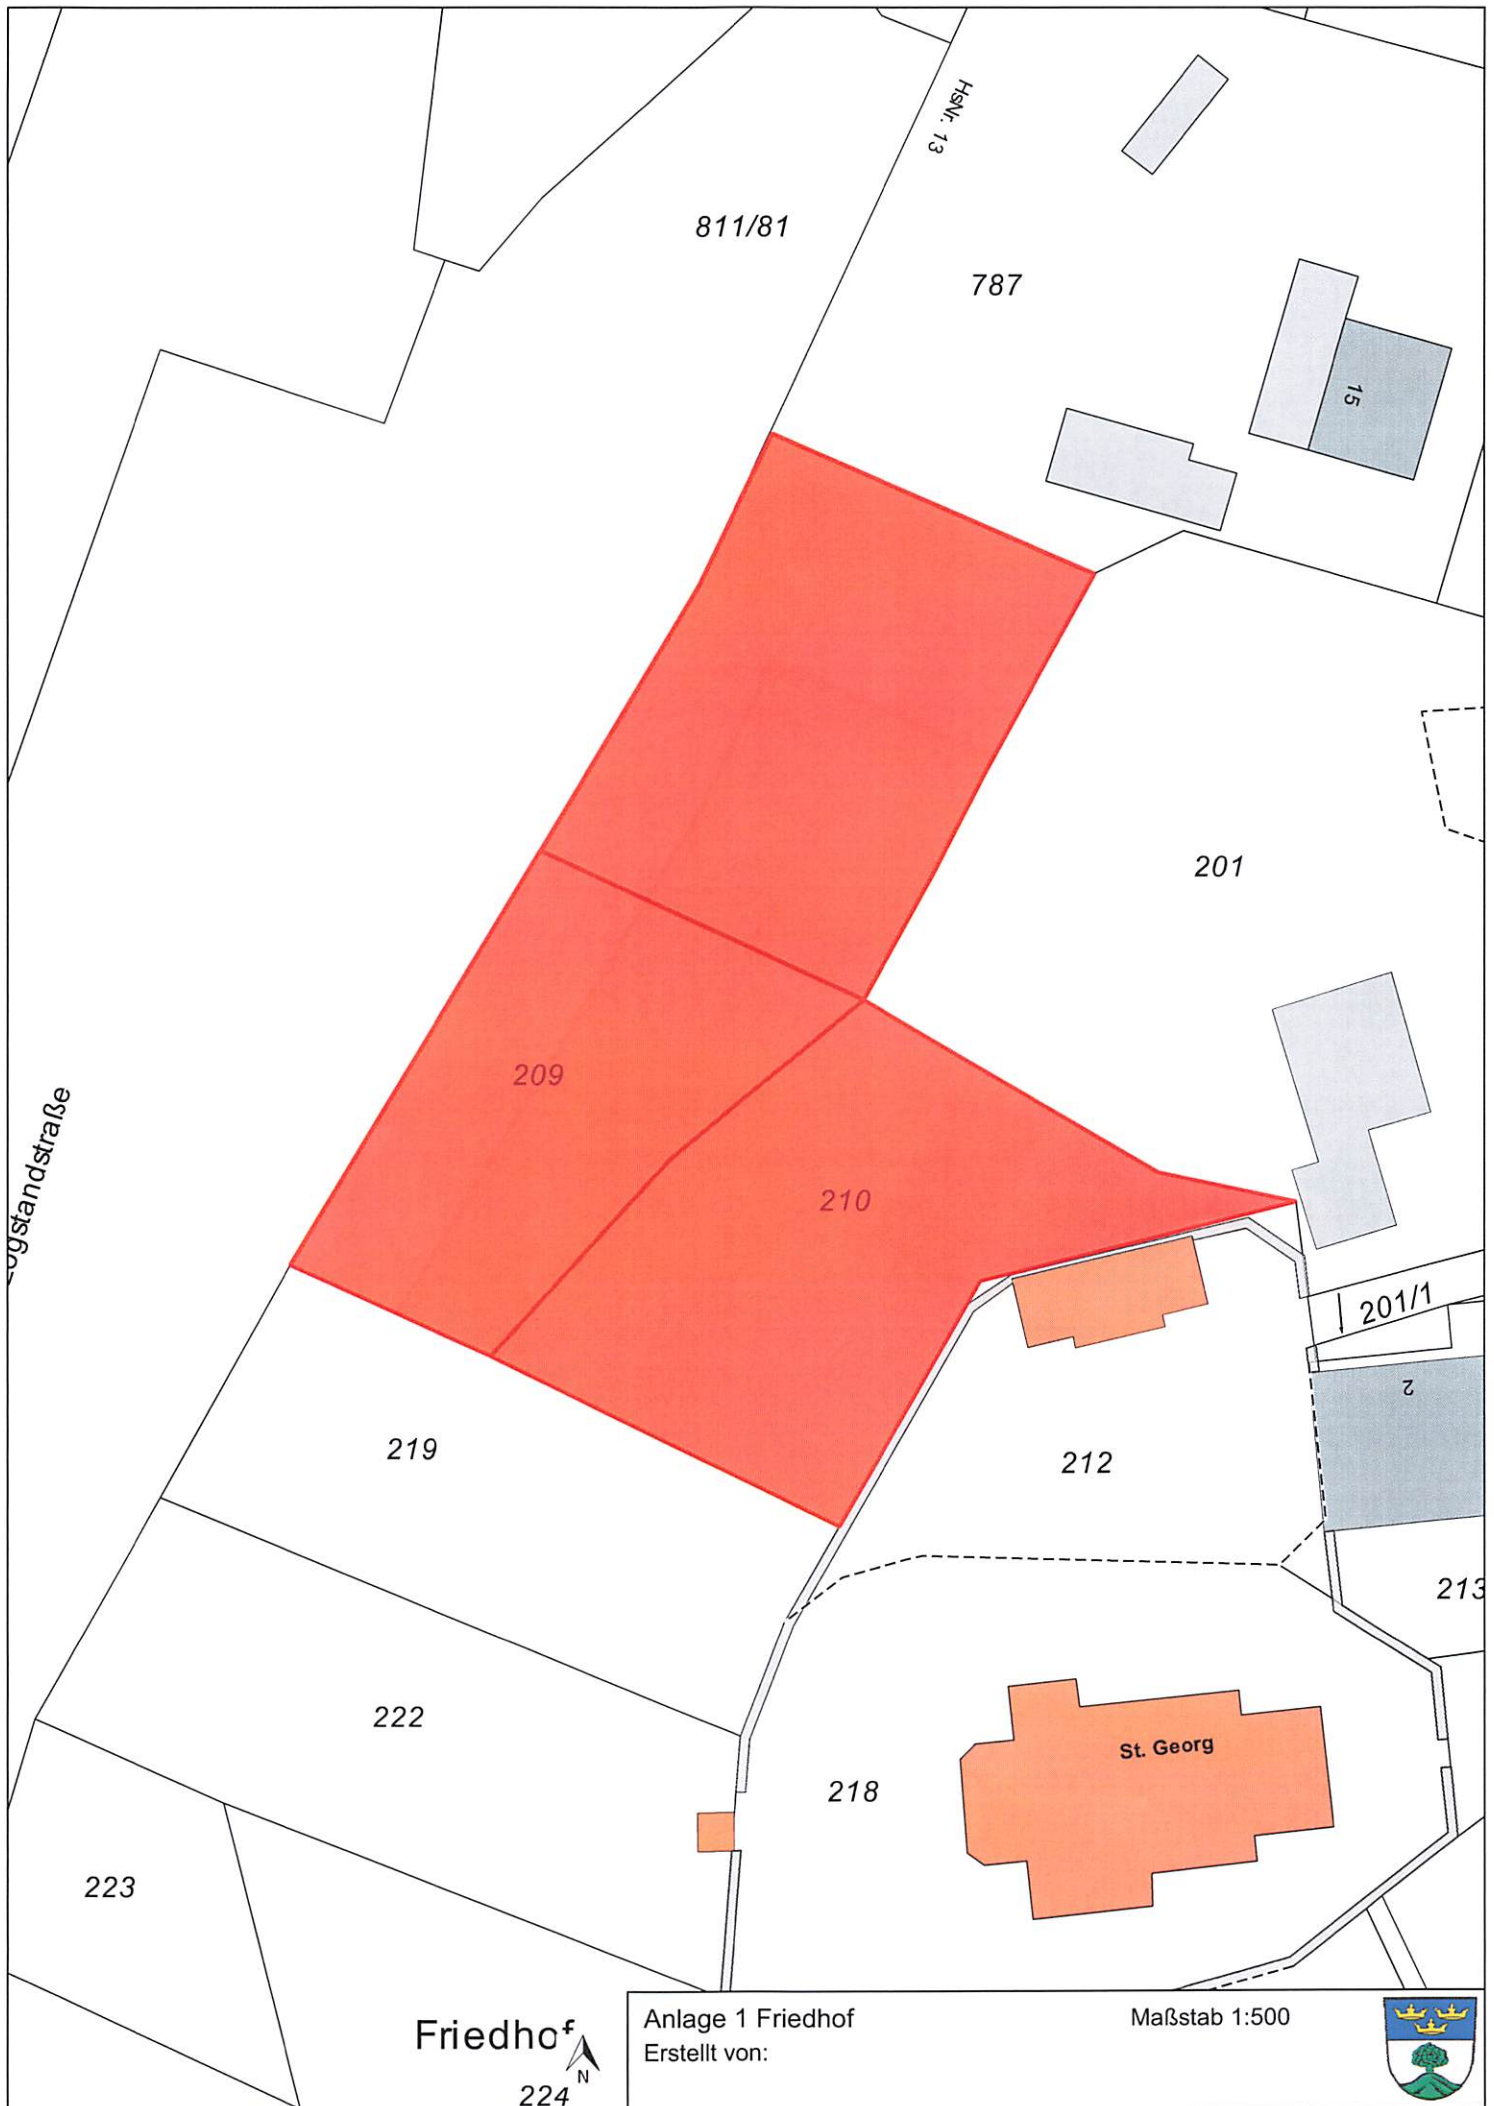 HsNr. 13
811/81
787
15
201
209
ogstandstraße
210
201/1
2
219
212
213
222
St. Georg
218
223
Friedhof
N
224
Anlage 1 Friedhof
Maßstab 1:500
Erstellt von: